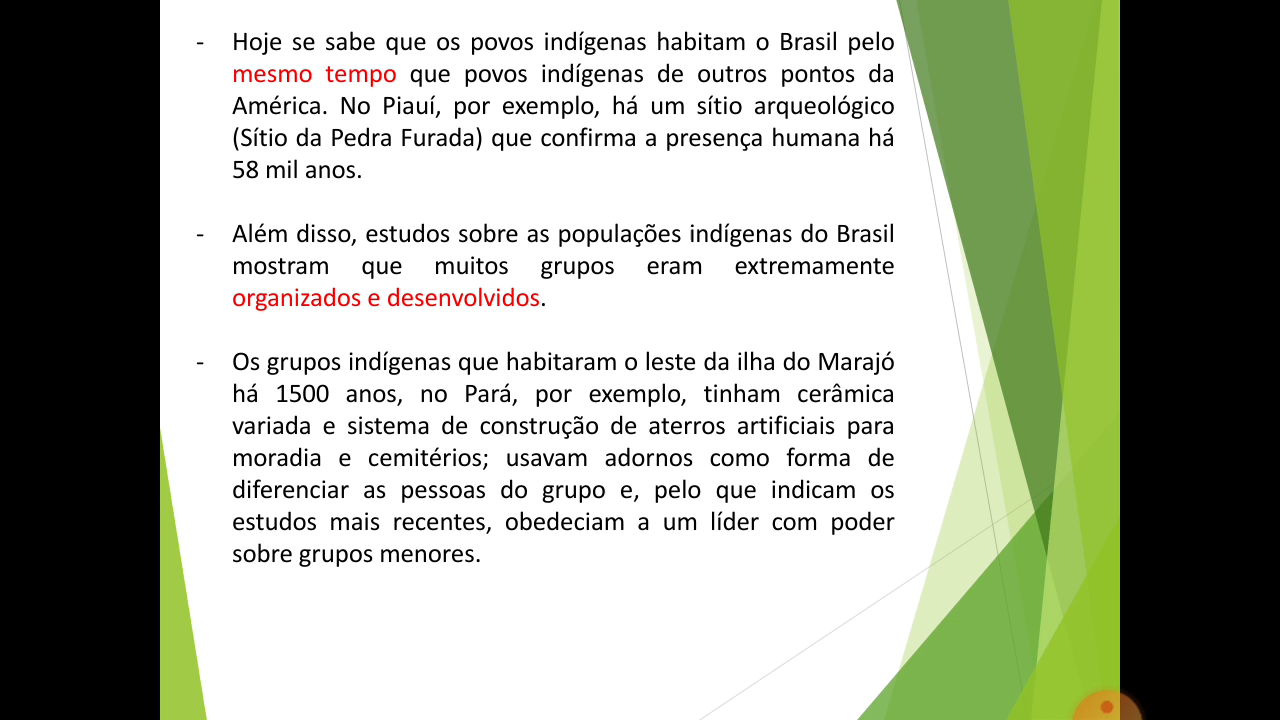 - Hoje se sabe que os povos indígenas habitam o Brasil pelo
mesmo tempo que povos indígenas de outros pontos da
América. No Piauí, por exemplo, há um sítio arqueológico
(Sítio da Pedra Furada) que confirma a presença humana há
58 mil anos.
- Além disso, estudos sobre as populações indígenas do Brasil
mostram que muitos grupos eram extremamente
organizados e desenvolvidos.
- Os grupos indígenas que habitaram o leste da ilha do Marajó
há 1500 anos, no Pará, por exemplo, tinham cerâmica
variada e sistema de construção de aterros artificiais para
moradia e cemitérios; usavam adornos como forma de
diferenciar as pessoas do grupo e, pelo que indicam os
estudos mais recentes, obedeciam a um líder com poder
sobre grupos menores.